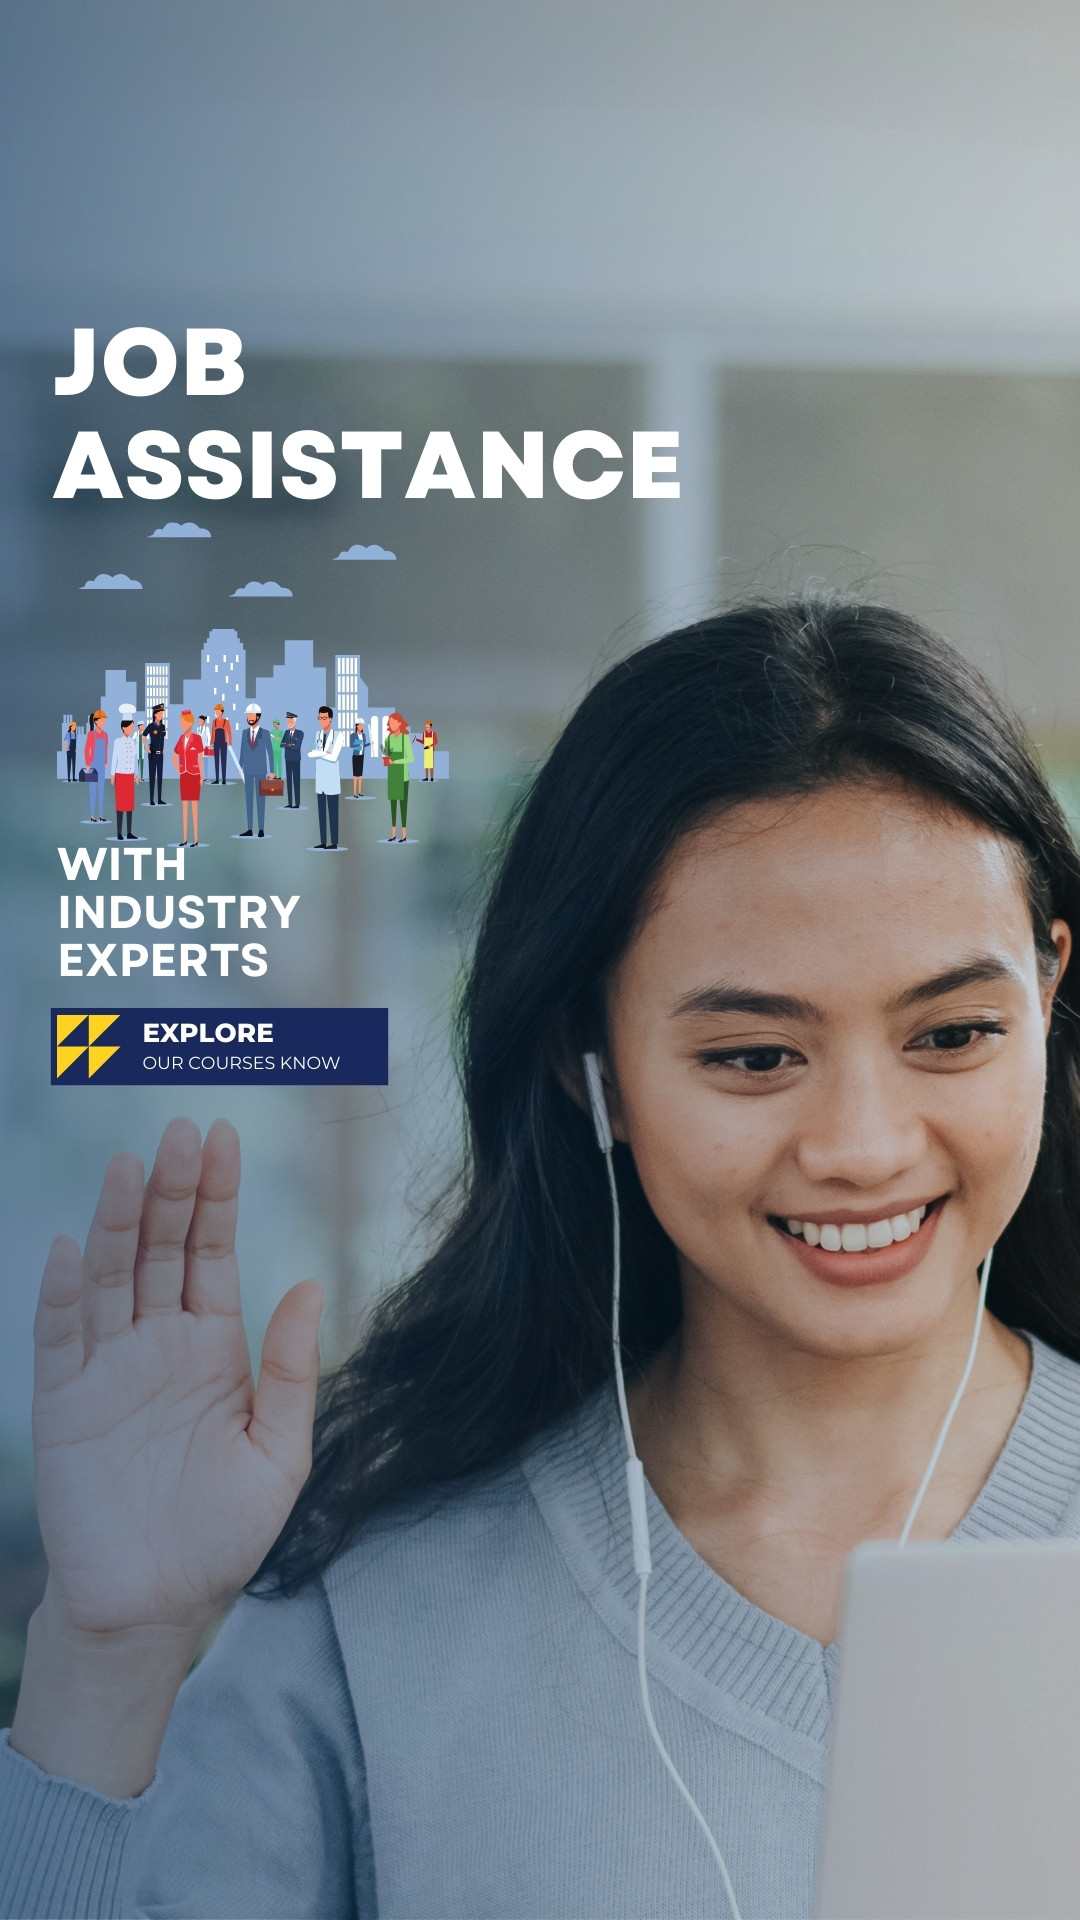 JOB
ASSISTANCE
WITH
INDUSTRY
EXPERTS
EXPLORE
OUR COURSES KNOW